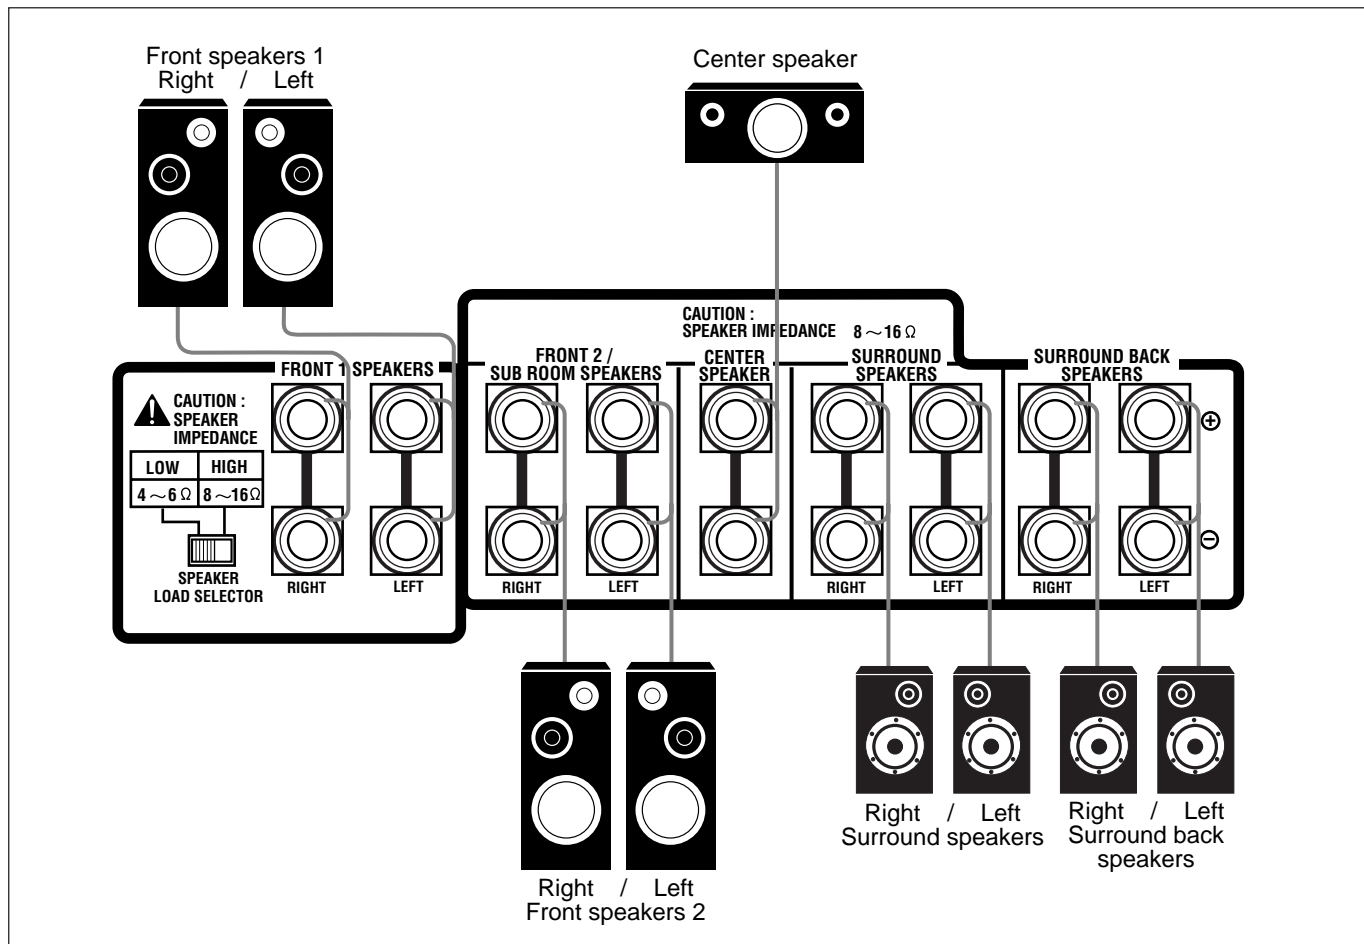 Front speakers 1
Right / Left
Center speaker
CAUTION :
SPEAKER IMPEDANCE 8～16 Ω
FRONT 1 SPEAKERS
FRONT 2 /
SUB ROOM SPEAKERS
CENTER
SPEAKER
SURROUND
SPEAKERS
SURROUND BACK
SPEAKERS
CAUTION :
SPEAKER
IMPEDANCE
LOW HIGH
4～6 Ω 8～16Ω
SPEAKER
LOAD SELECTOR
+
−
RIGHT LEFT RIGHT LEFT RIGHT LEFT RIGHT LEFT
Right / Left
Front speakers 2
Right / Left
Surround speakers
Right / Left
Surround back
speakers